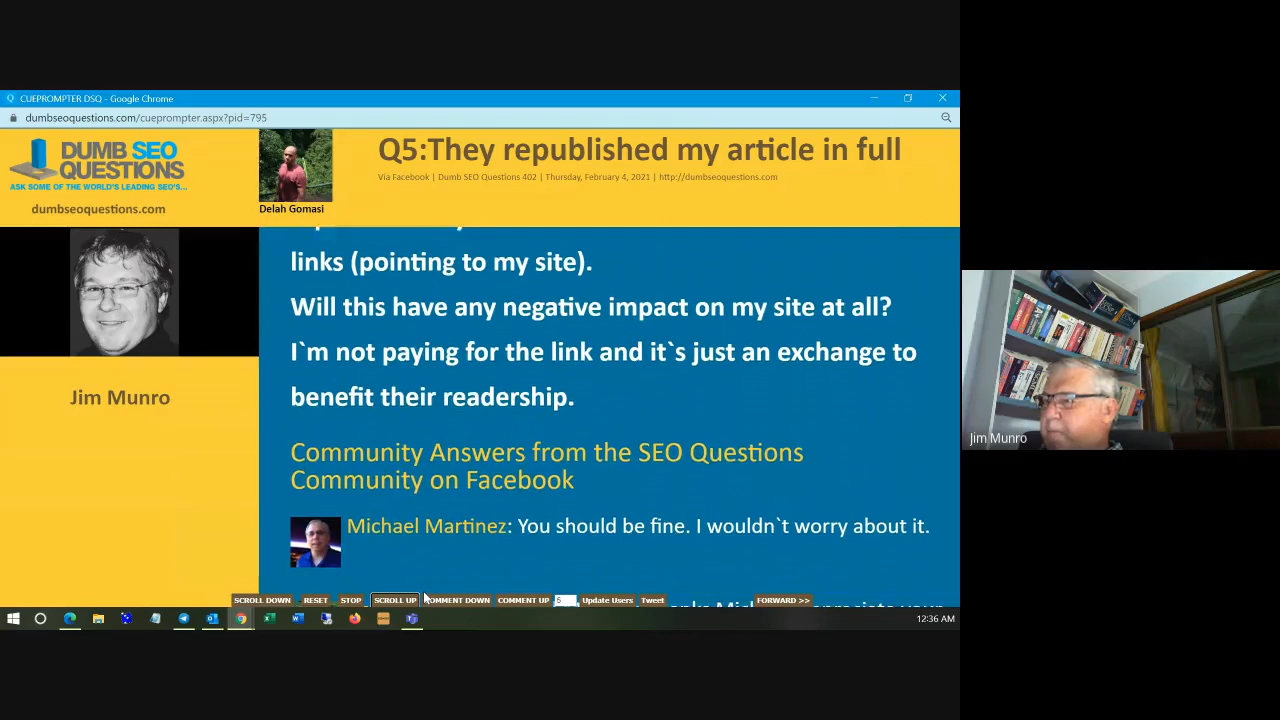 CUEPROMPTER DSQ - Google Chrome
dumbseoquestions.com/cueprompter.aspx?pid=795
DUMB SEO
QUESTIONS
ASK SOME OF THE WORLD'S LEADING SEO'S...
dumbseoquestions.com
Delah Gomasi
Q5:They republished my article in full
Via Facebook | Dumb SEO Questions 402 | Thursday, February 4, 2021 | http://dumbseoquestions.com
Jim Munro
links (pointing to my site).
Will this have any negative impact on my site at all?
I`m not paying for the link and it`s just an exchange to
benefit their readership.
Community Answers from the SEO Questions
Community on Facebook
Michael Martinez: You should be fine. I wouldn`t worry about it.
SCROLL DOWN RESET STOP SCROLL UP COMMENT DOWN COMMENT UP 5 Update Users Tweet FORWARD >>
12:36 AM
Jim Munro